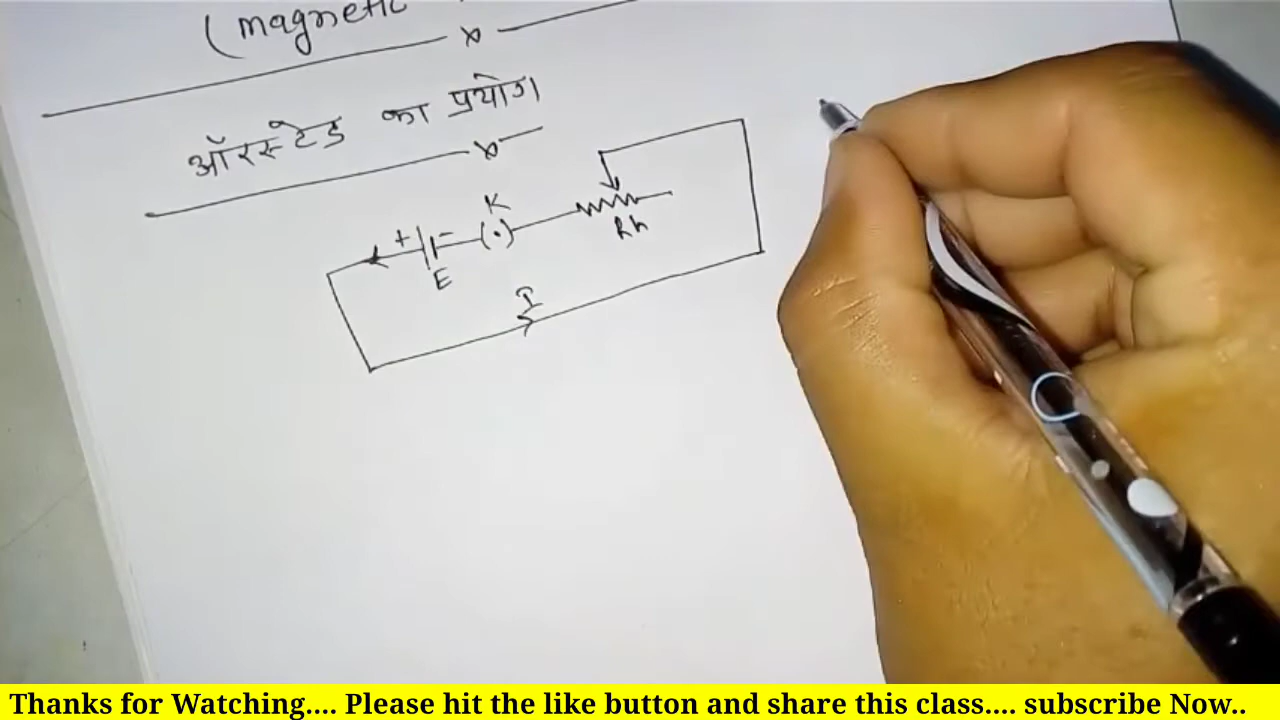 (magnetic
ऑरस्टेड का प्रयोग
K
+ -
E
Rh
I
Thanks for Watching.... Please hit the like button and share this class.... subscribe Now..